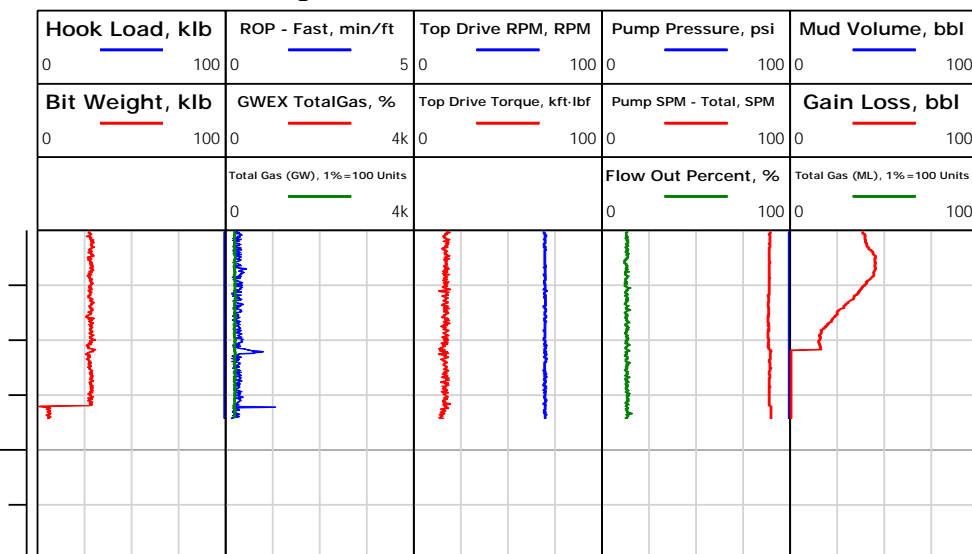 Hook Load, klb ROP - Fast, min/ft Top Drive RPM, RPM Pump Pressure, psi Mud Volume, bbl
0 100 0 5 0 100 0 100 0 100
Bit Weight, klb GWEX TotalGas, % Top Drive Torque, kft·lbf Pump SPM - Total, SPM Gain Loss, bbl
0 100 0 4k 0 100 0 100 0 100
Total Gas (GW), 1%=100 Units Flow Out Percent, % Total Gas (ML), 1%=100 Units
0 4k 0 100 0 100